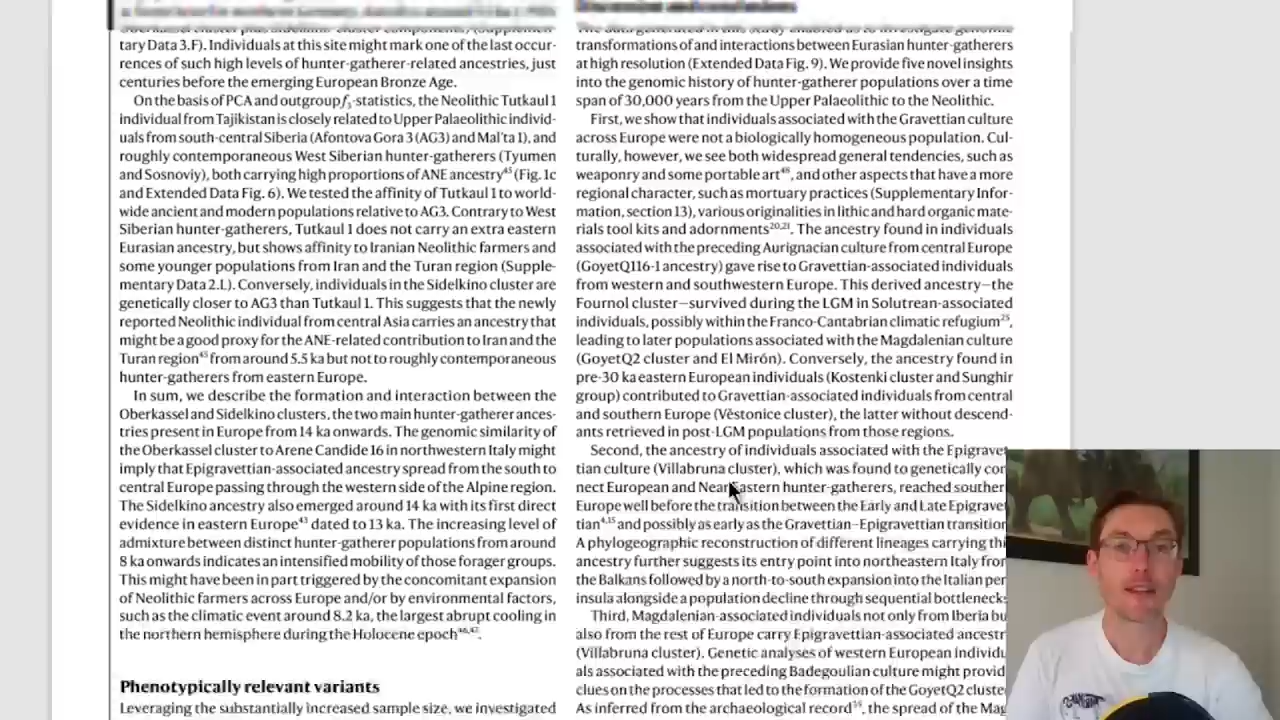 tary Data 3.F). Individuals at this site might mark one of the last occur-
rences of such high levels of hunter-gatherer-related ancestries, just
centuries before the emerging European Bronze Age.
On the basis of PCA and outgroup f3-statistics, the Neolithic Tutkaul 1
individual from Tajikistan is closely related to Upper Palaeolithic individ-
uals from south-central Siberia (Afontova Gora 3 (AG3) and Mal'ta 1), and
roughly contemporaneous West Siberian hunter-gatherers (Tyumen
and Sosnoviy), both carrying high proportions of ANE ancestry45 (Fig. 1c
and Extended Data Fig. 6). We tested the affinity of Tutkaul 1 to world-
wide ancient and modern populations relative to AG3. Contrary to West
Siberian hunter-gatherers, Tutkaul 1 does not carry an extra eastern
Eurasian ancestry, but shows affinity to Iranian Neolithic farmers and
some younger populations from Iran and the Turan region (Supple-
mentary Data 2.L). Conversely, individuals in the Sidelkino cluster are
genetically closer to AG3 than Tutkaul 1. This suggests that the newly
reported Neolithic individual from central Asia carries an ancestry that
might be a good proxy for the ANE-related contribution to Iran and the
Turan region45 from around 5.5 ka but not to roughly contemporaneous
hunter-gatherers from eastern Europe.
In sum, we describe the formation and interaction between the
Oberkassel and Sidelkino clusters, the two main hunter-gatherer ances-
tries present in Europe from 14 ka onwards. The genomic similarity of
the Oberkassel cluster to Arene Candide 16 in northwestern Italy might
imply that Epigravettian-associated ancestry spread from the south to
central Europe passing through the western side of the Alpine region.
The Sidelkino ancestry also emerged around 14 ka with its first direct
evidence in eastern Europe43 dated to 13 ka. The increasing level of
admixture between distinct hunter-gatherer populations from around
8 ka onwards indicates an intensified mobility of those forager groups.
This might have been in part triggered by the concomitant expansion
of Neolithic farmers across Europe and/or by environmental factors,
such as the climatic event around 8.2 ka, the largest abrupt cooling in
the northern hemisphere during the Holocene epoch46,47.
Phenotypically relevant variants
Leveraging the substantially increased sample size, we investigated
transformations of and interactions between Eurasian hunter-gatherers
at high resolution (Extended Data Fig. 9). We provide five novel insights
into the genomic history of hunter-gatherer populations over a time
span of 30,000 years from the Upper Palaeolithic to the Neolithic.
First, we show that individuals associated with the Gravettian culture
across Europe were not a biologically homogeneous population. Cul-
turally, however, we see both widespread general tendencies, such as
weaponry and some portable art48, and other aspects that have a more
regional character, such as mortuary practices (Supplementary Infor-
mation, section 13), various originalities in lithic and hard organic mate-
rials tool kits and adornments20,21. The ancestry found in individuals
associated with the preceding Aurignacian culture from central Europe
(GoyetQ116-1 ancestry) gave rise to Gravettian-associated individuals
from western and southwestern Europe. This derived ancestry—the
Fournol cluster—survived during the LGM in Solutrean-associated
individuals, possibly within the Franco-Cantabrian climatic refugium25,
leading to later populations associated with the Magdalenian culture
(GoyetQ2 cluster and El Mirón). Conversely, the ancestry found in
pre-30 ka eastern European individuals (Kostenki cluster and Sunghir
group) contributed to Gravettian-associated individuals from central
and southern Europe (Věstonice cluster), the latter without descend-
ants retrieved in post-LGM populations from those regions.
Second, the ancestry of individuals associated with the Epigravet
tian culture (Villabruna cluster), which was found to genetically con
nect European and Near Eastern hunter-gatherers, reached souther
Europe well before the transition between the Early and Late Epigravet
tian4,15 and possibly as early as the Gravettian–Epigravettian transition
A phylogeographic reconstruction of different lineages carrying thi
ancestry further suggests its entry point into northeastern Italy from
the Balkans followed by a north-to-south expansion into the Italian pen
insula alongside a population decline through sequential bottlenecks
Third, Magdalenian-associated individuals not only from Iberia bu
also from the rest of Europe carry Epigravettian-associated ancestr
(Villabruna cluster). Genetic analyses of western European individu
als associated with the preceding Badegoulian culture might provid
clues on the processes that led to the formation of the GoyetQ2 cluste
As inferred from the archaeological record54, the spread of the Mag